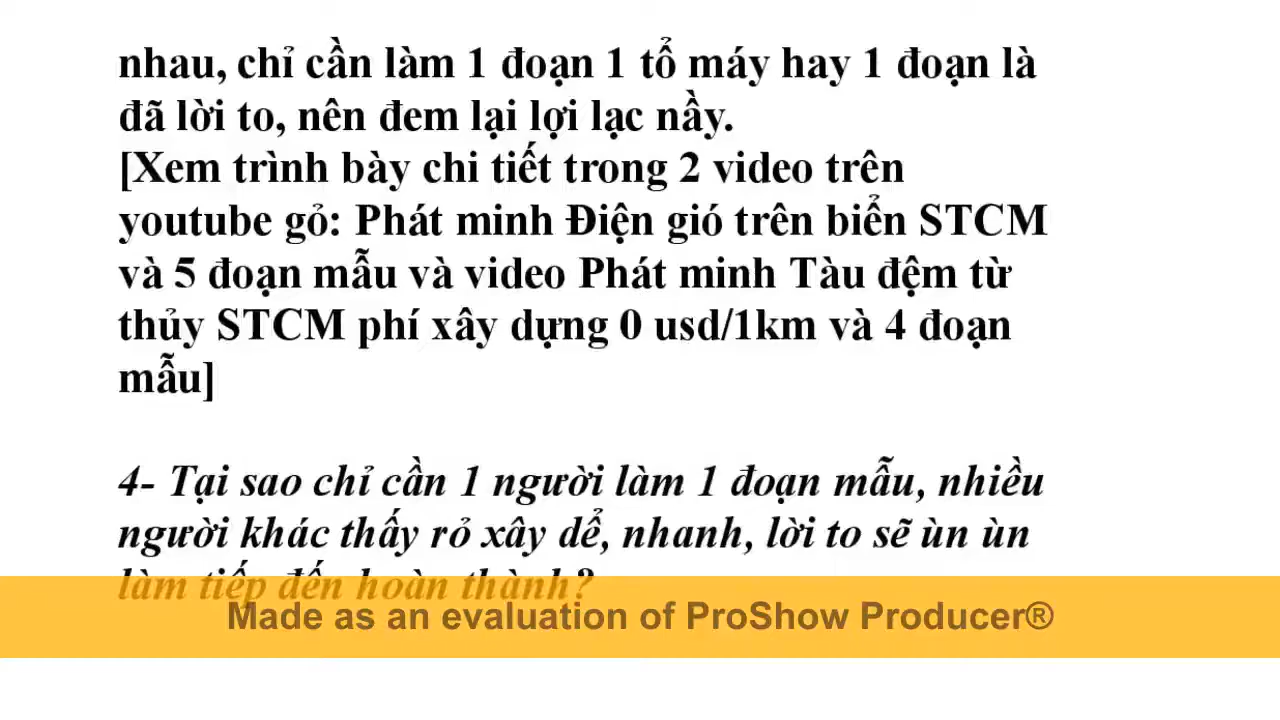 nhau, chỉ cần làm 1 đoạn 1 tổ máy hay 1 đoạn là
đã lời to, nên đem lại lợi lạc nầy.
[Xem trình bày chi tiết trong 2 video trên
youtube gỏ: Phát minh Điện gió trên biển STCM
và 5 đoạn mẫu và video Phát minh Tàu đệm từ
thủy STCM phí xây dựng 0 usd/1km và 4 đoạn
mẫu]
4- Tại sao chỉ cần 1 người làm 1 đoạn mẫu, nhiều
người khác thấy rỏ xây dể, nhanh, lời to sẽ ùn ùn
làm tiếp đến hoàn thành?
Made as an evaluation of ProShow Producer®